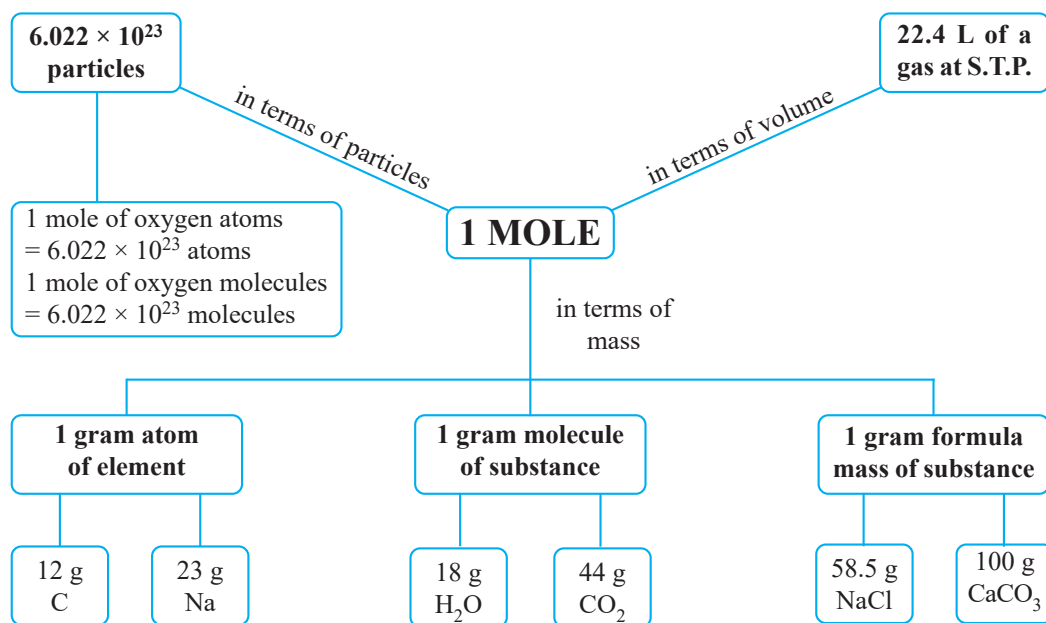 6.022 × 10²³
particles
22.4 L of a
gas at S.T.P.
in terms of particles
in terms of volume
1 mole of oxygen atoms
= 6.022 × 10²³ atoms
1 mole of oxygen molecules
= 6.022 × 10²³ molecules
1 MOLE
in terms of
mass
1 gram atom
of element
1 gram molecule
of substance
1 gram formula
mass of substance
12 g
C
23 g
Na
18 g
H₂O
44 g
CO₂
58.5 g
NaCl
100 g
CaCO₃